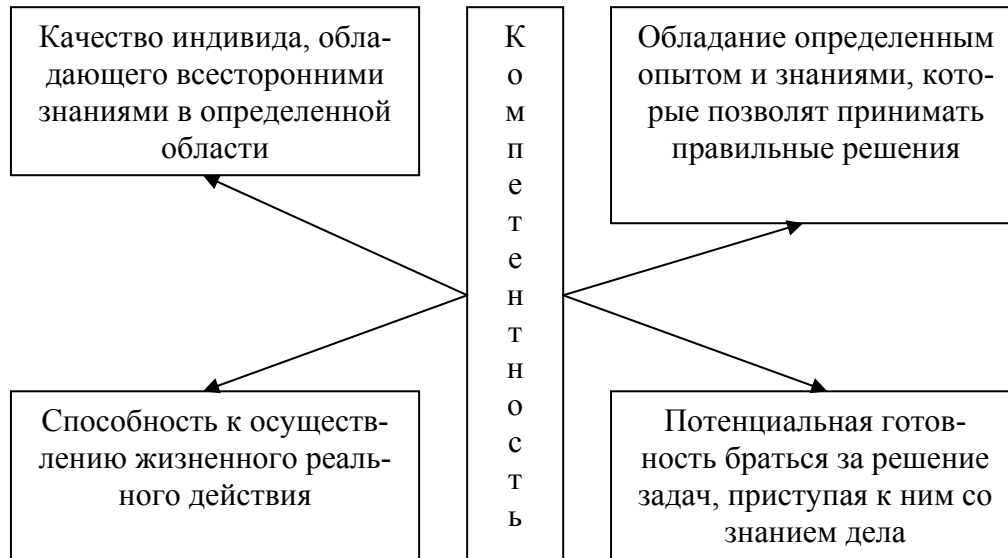 Качество индивида, обла-
дающего всесторонними
знаниями в определенной
области
К
о
м
п
е
т
е
н
т
н
о
с
т
ь
Обладание определенным
опытом и знаниями, кото-
рые позволят принимать
правильные решения
Способность к осуществ-
лению жизненного реаль-
ного действия
Потенциальная готов-
ность браться за решение
задач, приступая к ним со
знанием дела